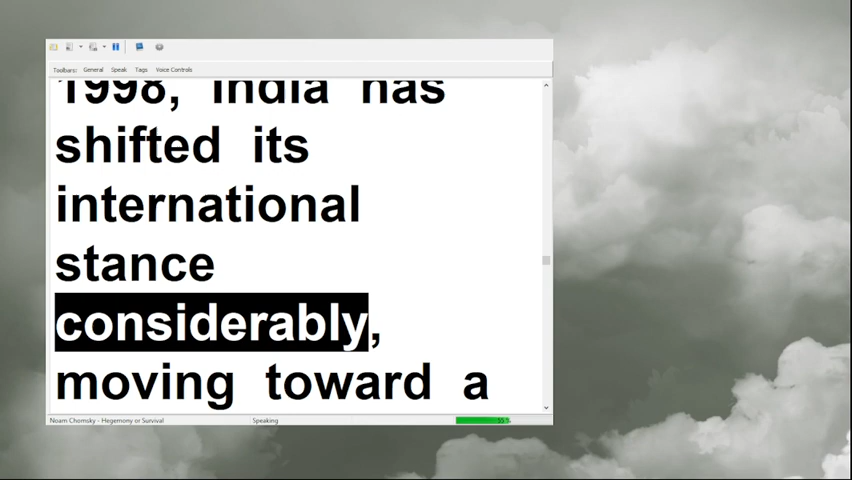 Toolbars: General Speak Tags Voice Controls
1998, India has
shifted its
international
stance
considerably,
moving toward a
Noam Chomsky - Hegemony or Survival Speaking 55 %